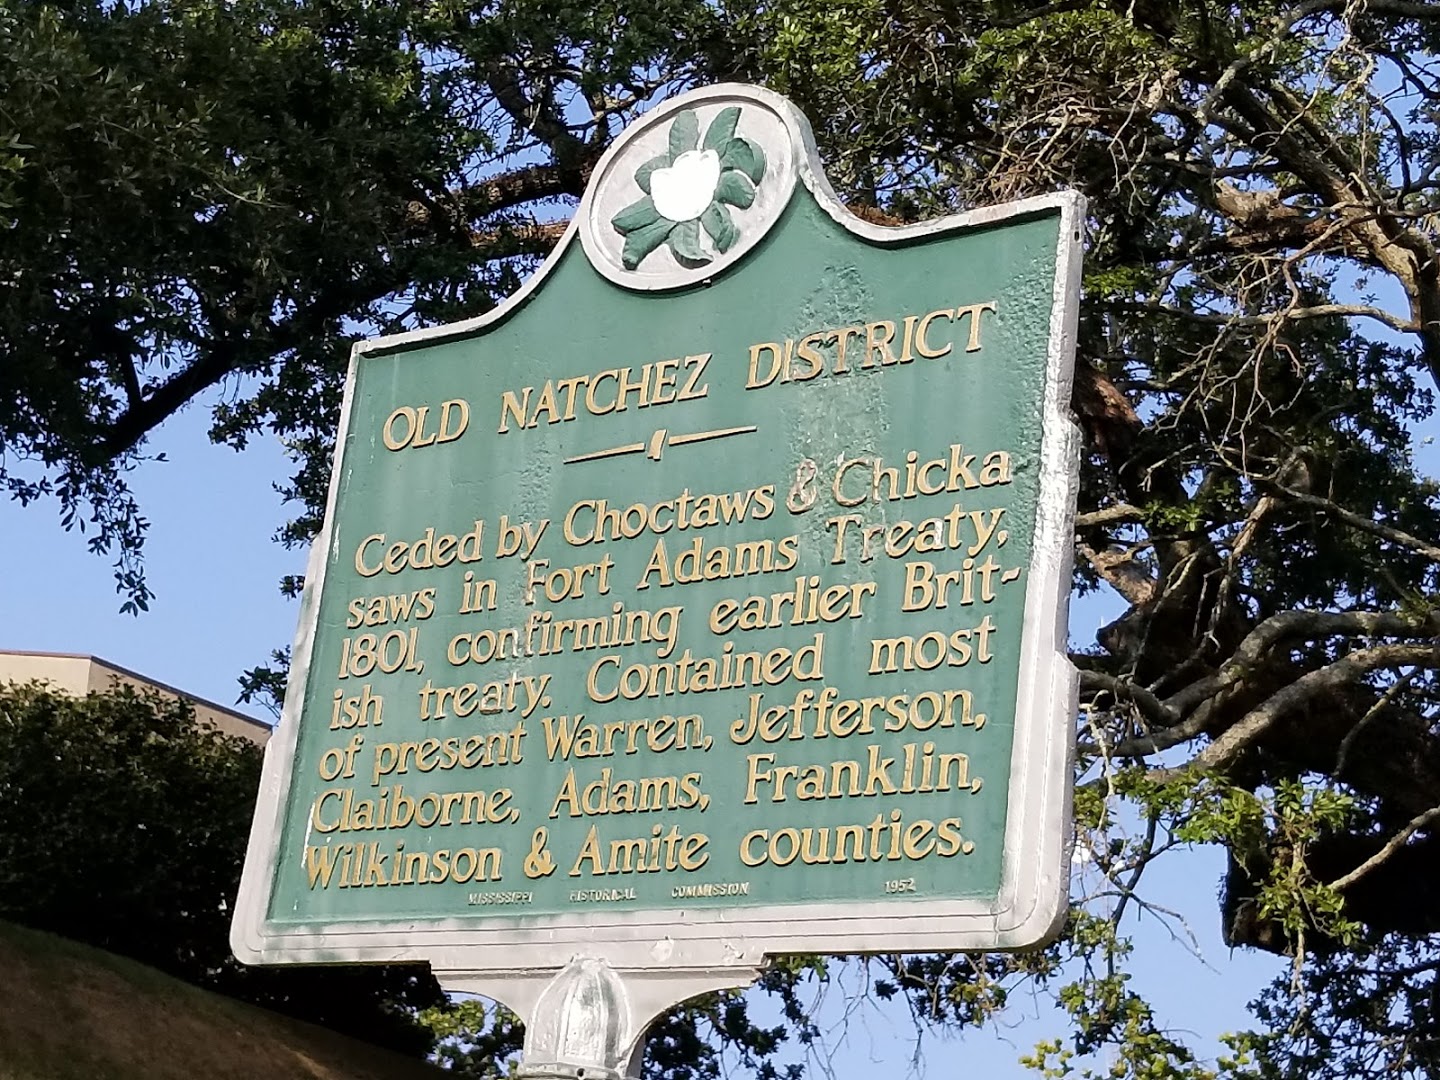 OLD NATCHEZ DISTRICT
Ceded by Choctaws & Chicka
saws in Fort Adams Treaty,
1801, confirming earlier Brit-
ish treaty. Contained most
of present Warren, Jefferson,
Claiborne, Adams, Franklin,
Wilkinson & Amite counties.
MISSISSIPPI HISTORICAL COMMISSION 1952